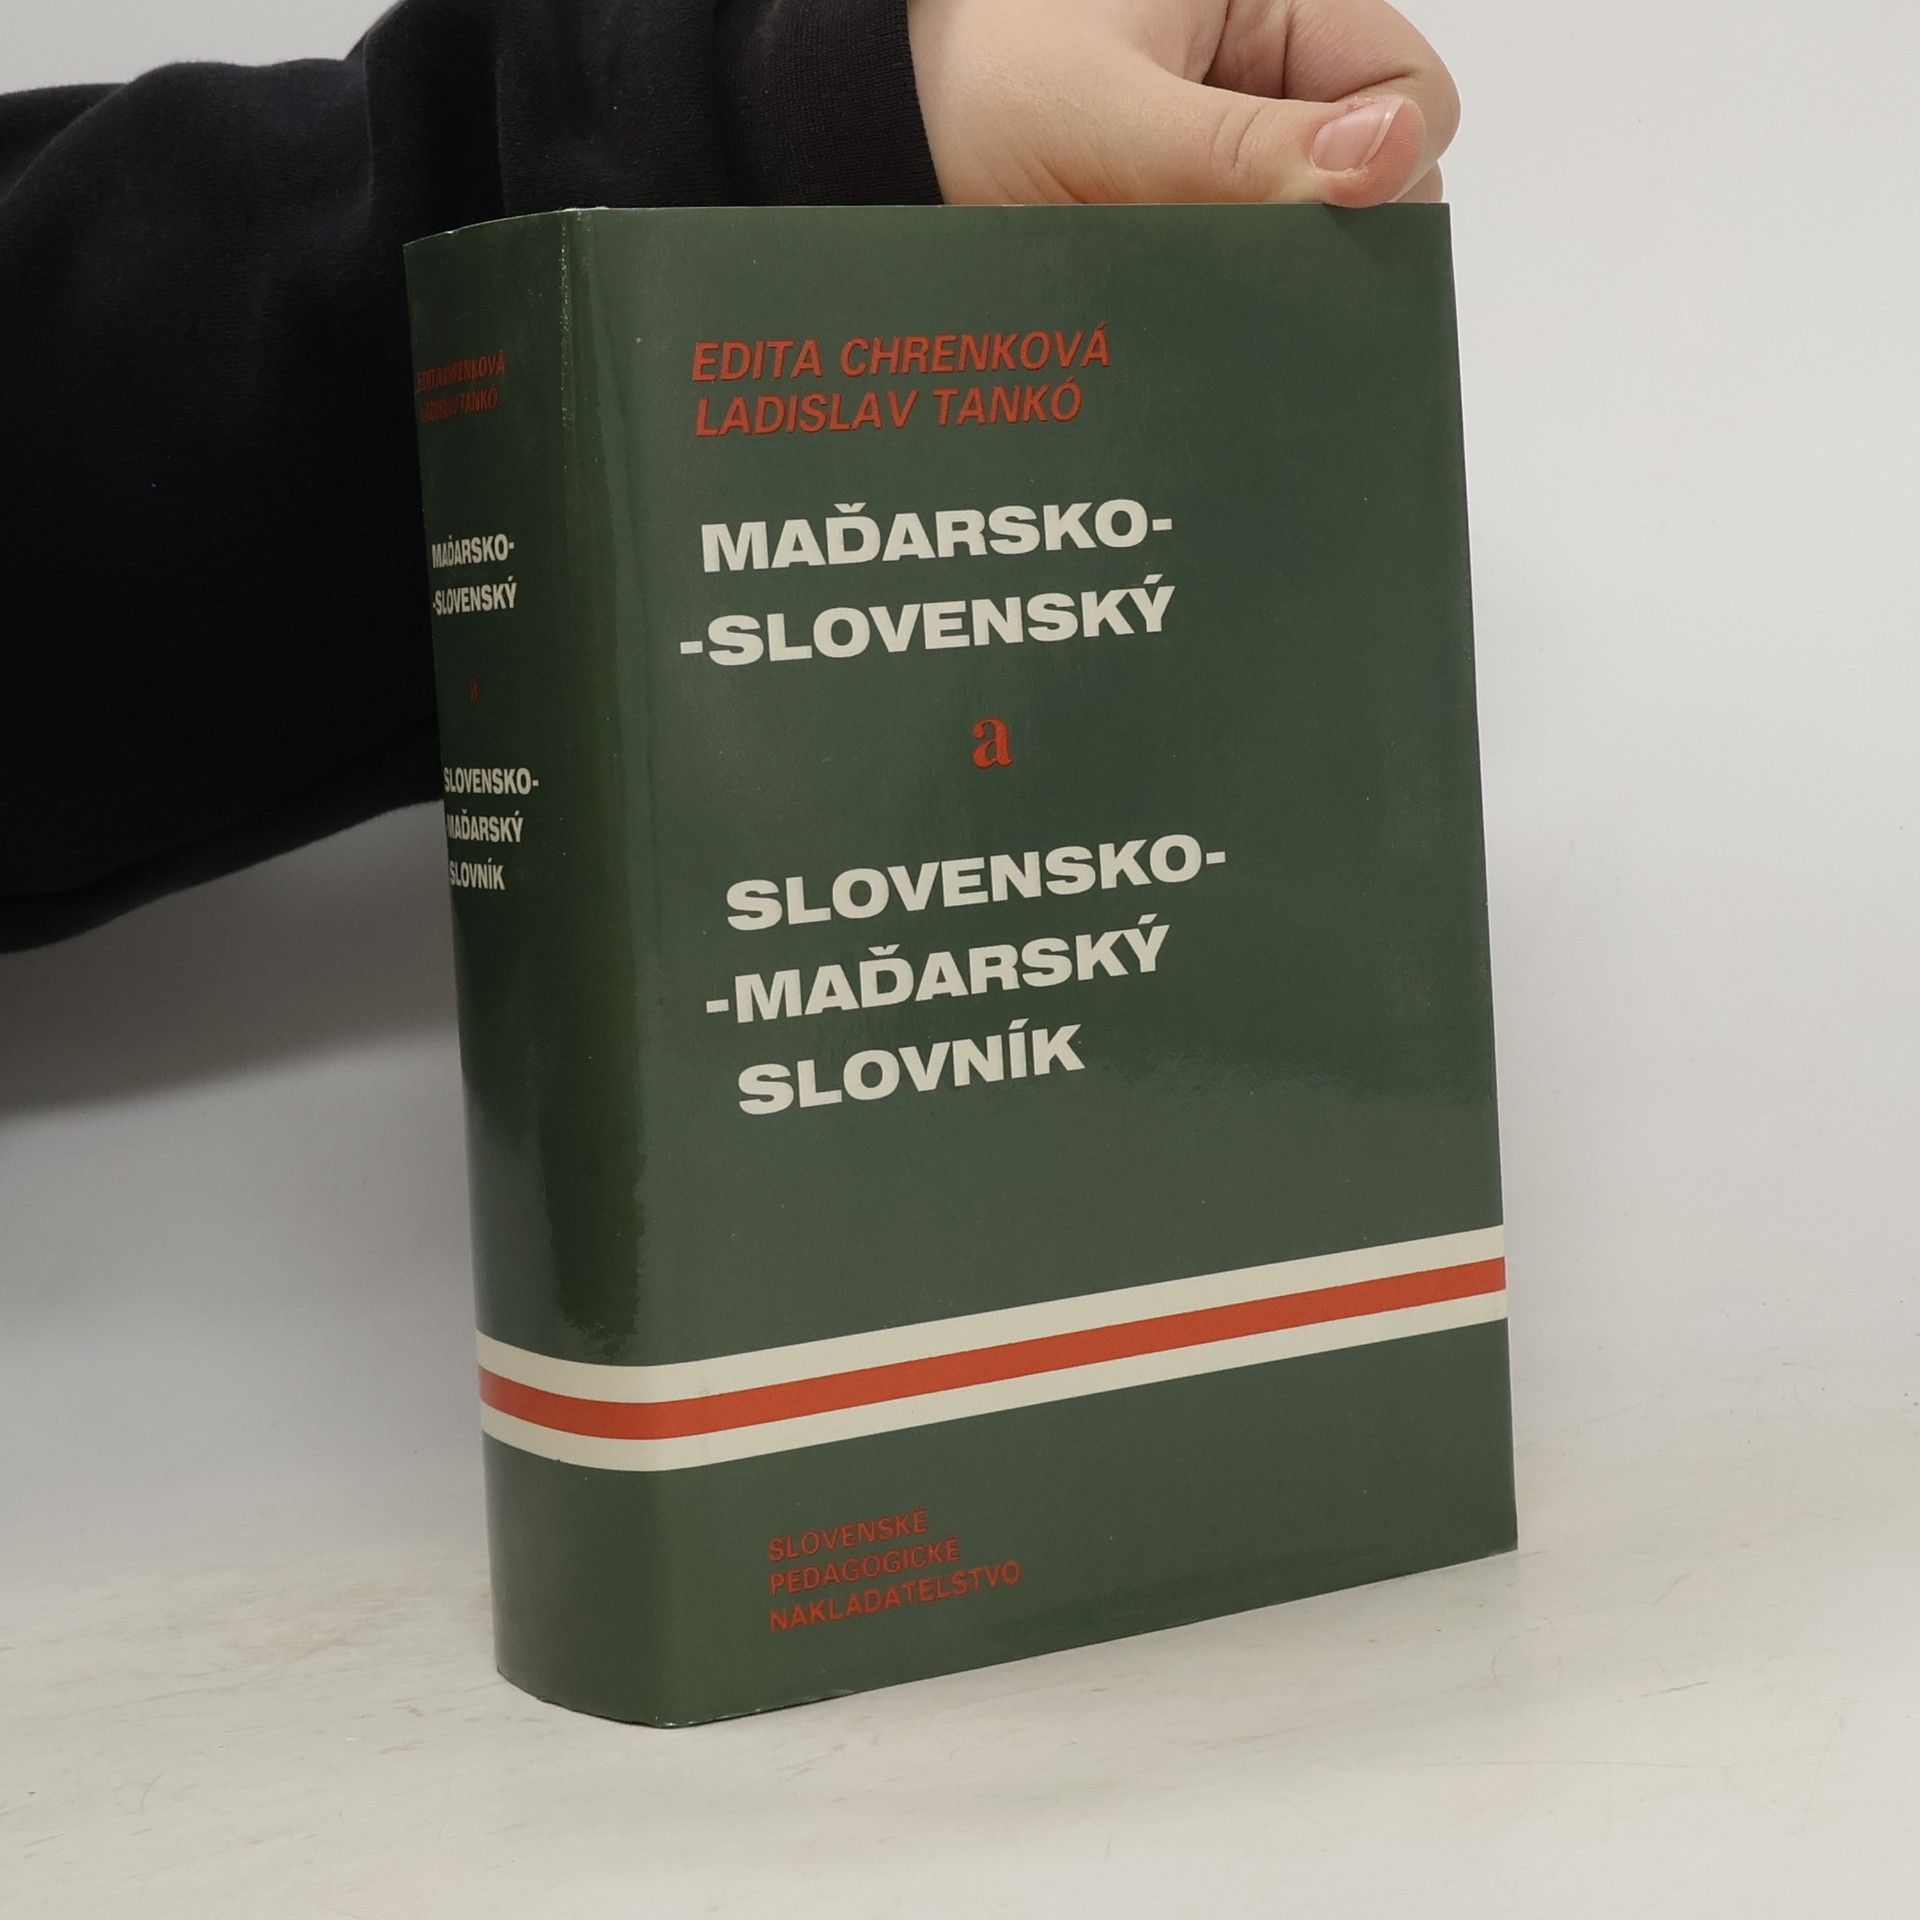 EDITA CHRENKOVÁ
LADISLAV TANKÓ
MAĎARSKO-
-SLOVENSKÝ
a
SLOVENSKO-
-MAĎARSKÝ
SLOVNÍK
EDITA CHRENKOVÁ
LADISLAV TANKÓ
MAĎARSKO-
-SLOVENSKÝ
a
SLOVENSKO-
-MAĎARSKÝ
SLOVNÍK
SLOVENSKÉ
PEDAGOGICKÉ
NAKLADATEĽSTVO